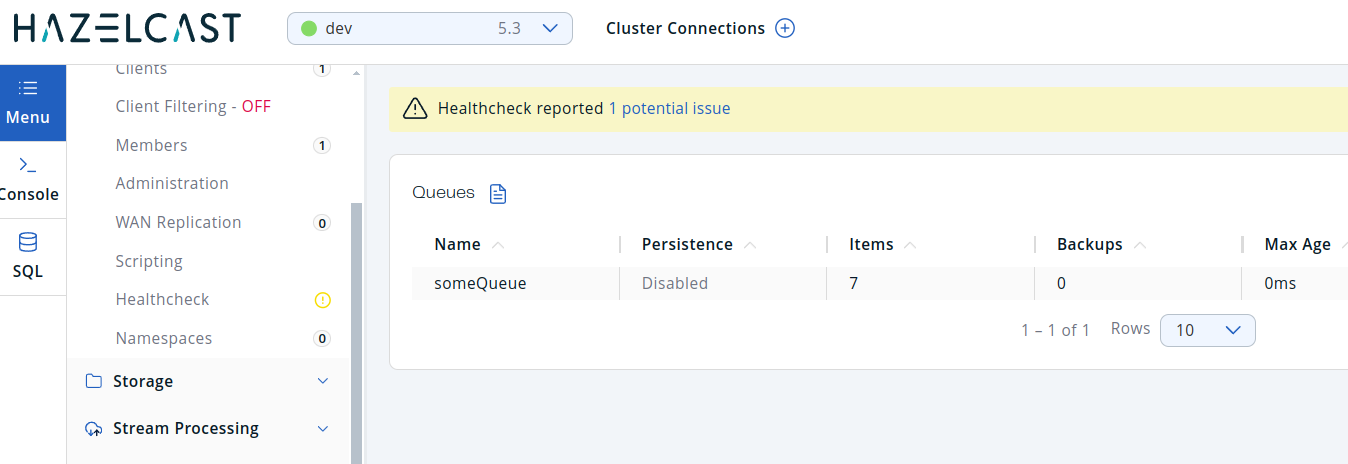 HAZELCAST
dev 5.3
Cluster Connections
Menu
Console
SQL
Clients 1
Client Filtering - OFF
Members 1
Administration
WAN Replication 0
Scripting
Healthcheck
Namespaces 0
Storage
Stream Processing
Healthcheck reported 1 potential issue
Queues
Name Persistence Items Backups Max Age
someQueue Disabled 7 0 0ms
1 – 1 of 1 Rows 10